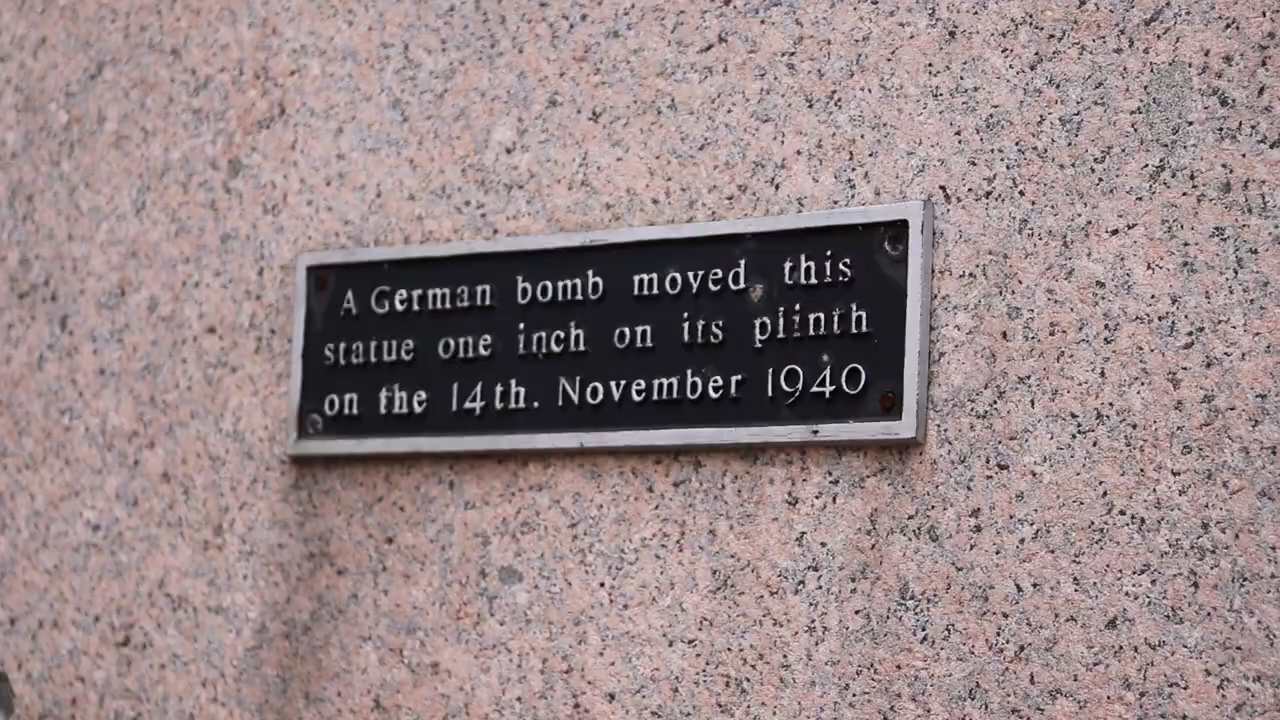 A German bomb moved this
statue one inch on its plinth
on the 14th. November 1940